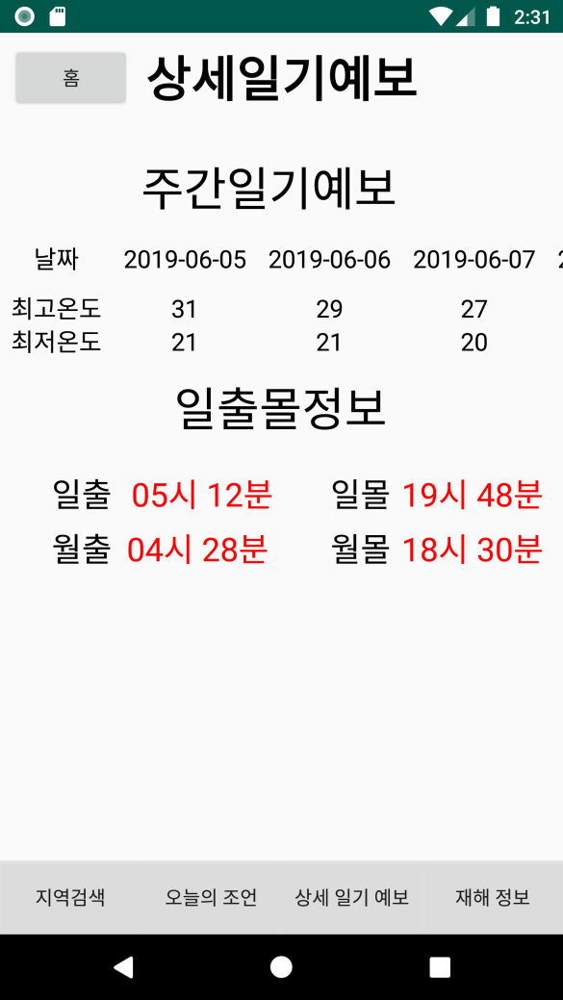 2:31
홈 상세일기예보
주간일기예보
날짜 2019-06-05 2019-06-06 2019-06-07
최고온도 31 29 27
최저온도 21 21 20
일출몰정보
일출 05시 12분 일몰 19시 48분
월출 04시 28분 월몰 18시 30분
지역검색 오늘의 조언 상세 일기 예보 재해 정보